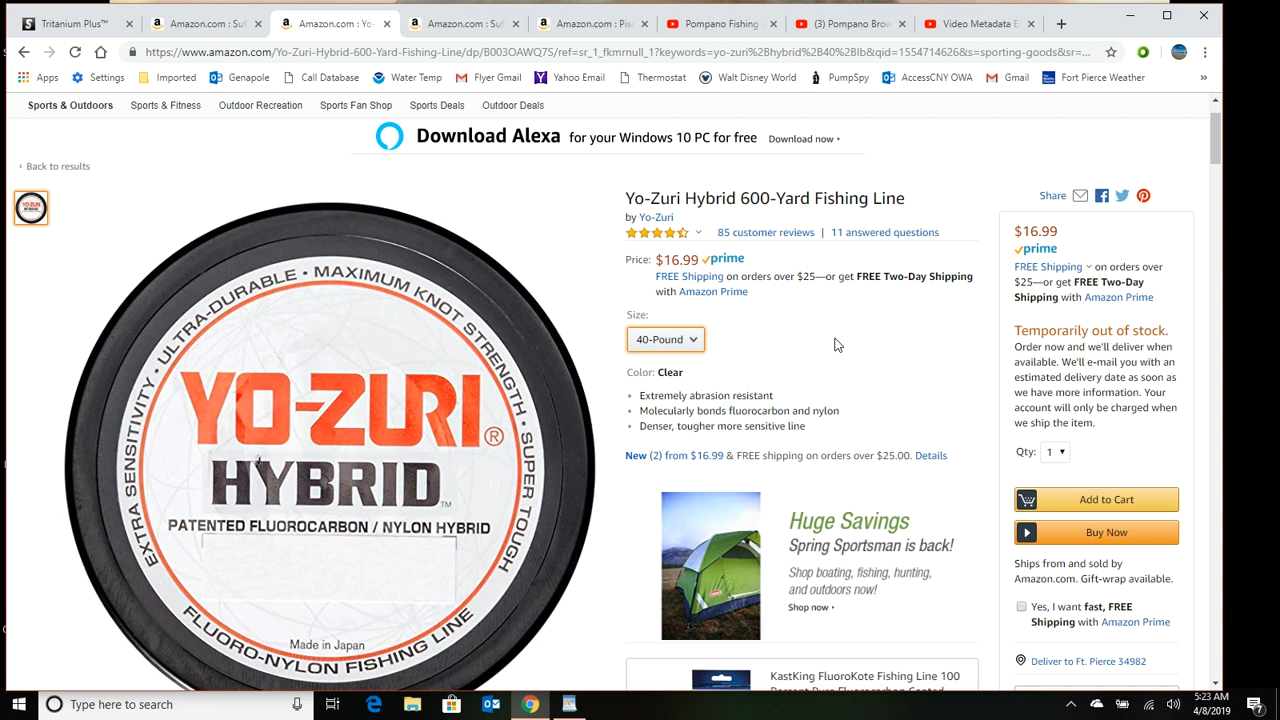 Tritanium Plus™
Amazon.com : Suf
Amazon.com : Yo-
Amazon.com : Suf
Amazon.com : Pisc
Pompano Fishing
(3) Pompano Brow
Video Metadata E
https://www.amazon.com/Yo-Zuri-Hybrid-600-Yard-Fishing-Line/dp/B003OAWQ7S/ref=sr_1_fkmrnull_1?keywords=yo-zuri%2Bhybrid%2B40%2Blb&qid=1554714626&s=sporting-goods&sr=...
Apps
Settings
Imported
Genapole
Call Database
Water Temp
Flyer Gmail
Yahoo Email
Thermostat
Walt Disney World
PumpSpy
AccessCNY OWA
Gmail
Fort Pierce Weather
»
Sports & Outdoors
Sports & Fitness
Outdoor Recreation
Sports Fan Shop
Sports Deals
Outdoor Deals
Download Alexa for your Windows 10 PC for free Download now ›
‹ Back to results
EXTRA SENSITIVITY • ULTRA-DURABLE • MAXIMUM KNOT STRENGTH • SUPER TOUGH
YO-ZURI®
HYBRID™
PATENTED FLUOROCARBON / NYLON HYBRID
Made in Japan
FLUORO-NYLON FISHING LINE
Yo-Zuri Hybrid 600-Yard Fishing Line
by Yo-Zuri
85 customer reviews | 11 answered questions
Price: $16.99 prime
FREE Shipping on orders over $25—or get FREE Two-Day Shipping
with Amazon Prime
Size:
40-Pound
Color: Clear
• Extremely abrasion resistant
• Molecularly bonds fluorocarbon and nylon
• Denser, tougher more sensitive line
New (2) from $16.99 & FREE shipping on orders over $25.00. Details
Huge Savings
Spring Sportsman is back!
Shop boating, fishing, hunting,
and outdoors now!
Shop now ›
KastKing FluoroKote Fishing Line 100
Share
$16.99
prime
FREE Shipping on orders over
$25—or get FREE Two-Day
Shipping with Amazon Prime
Temporarily out of stock.
Order now and we'll deliver when
available. We'll e-mail you with an
estimated delivery date as soon as
we have more information. Your
account will only be charged when
we ship the item.
Qty: 1
Add to Cart
Buy Now
Ships from and sold by
Amazon.com. Gift-wrap available.
Yes, I want fast, FREE
Shipping with Amazon Prime
Deliver to Ft. Pierce 34982
Type here to search
5:23 AM
4/8/2019